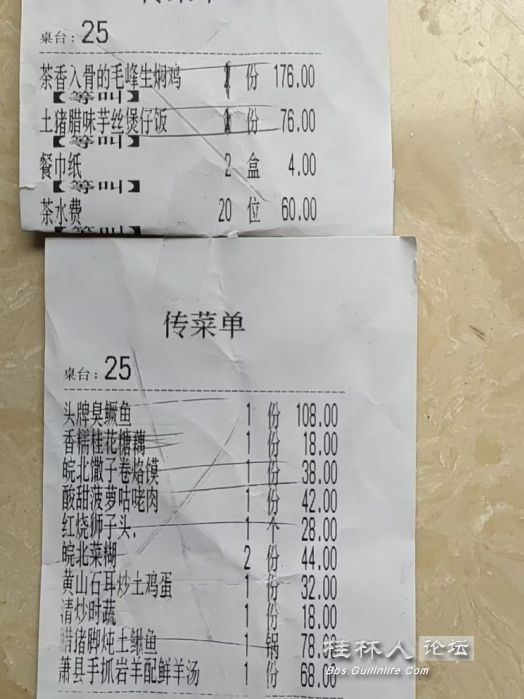 传菜单
桌台：25
茶香入骨的毛峰生焖鸡 1 份 176.00
【等叫】
土猪腊味芋丝煲仔饭 1 份 76.00
【等叫】
餐巾纸 2 盒 4.00
【等叫】
茶水费 20 位 60.00
【等叫】
传菜单
桌台：25
头牌臭鳜鱼 1 份 108.00
香糯桂花糖藕 1 份 18.00
皖北馓子卷烙馍 1 份 38.00
酸甜菠萝咕咾肉 1 份 42.00
红烧狮子头. 1 个 28.00
皖北菜糊 2 份 44.00
黄山石耳炒土鸡蛋 1 份 32.00
清炒时蔬 1 份 18.00
腊猪脚炖土鳅鱼 1 锅 78.
萧县手抓岩羊配鲜羊汤 1 份 68.00
桂林人论坛
Bbs.Guilinlife.Com